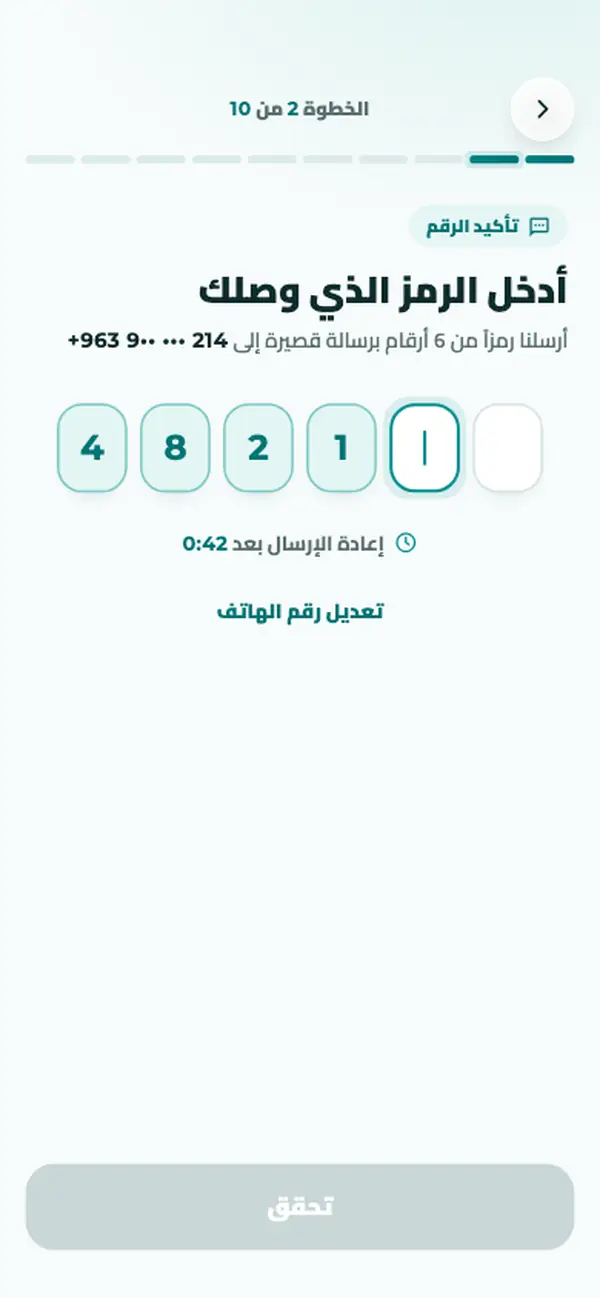 الخطوة 2 من 10
تأكيد الرقم
أدخل الرمز الذي وصلك
أرسلنا رمزاً من 6 أرقام برسالة قصيرة إلى +963 9•• ••• 214
4 8 2 1
إعادة الإرسال بعد 0:42
تعديل رقم الهاتف
تحقق